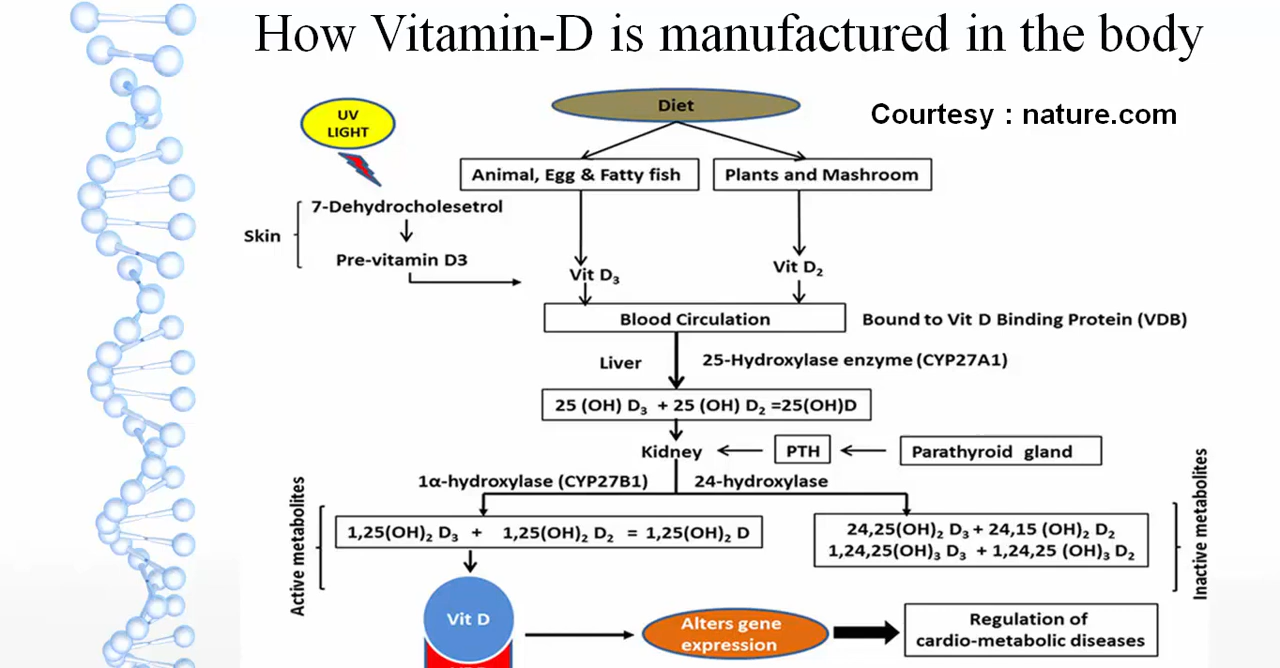 How Vitamin-D is manufactured in the body
Courtesy : nature.com
UV
LIGHT
Diet
Animal, Egg & Fatty fish
Plants and Mashroom
Skin
7-Dehydrocholesetrol
Pre-vitamin D3
Vit D₃
Vit D₂
Blood Circulation
Bound to Vit D Binding Protein (VDB)
Liver
25-Hydroxylase enzyme (CYP27A1)
25 (OH) D₃ + 25 (OH) D₂ =25(OH)D
Kidney
PTH
Parathyroid gland
1α-hydroxylase (CYP27B1)
24-hydroxylase
Active metabolites
1,25(OH)₂ D₃ + 1,25(OH)₂ D₂ = 1,25(OH)₂ D
24,25(OH)₂ D₃ + 24,15 (OH)₂ D₂
1,24,25(OH)₃ D₃ + 1,24,25 (OH)₃ D₂
Inactive metabolites
Vit D
Alters gene
expression
Regulation of
cardio-metabolic diseases